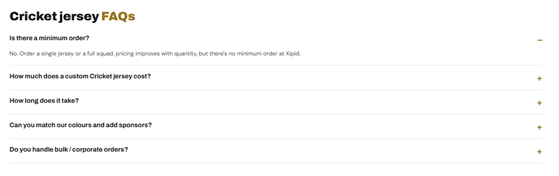 Cricket jersey FAQs
Is there a minimum order?
No. Order a single jersey or a full squad, pricing improves with quantity, but there's no minimum order at Xipid.
How much does a custom Cricket jersey cost?
How long does it take?
Can you match our colours and add sponsors?
Do you handle bulk / corporate orders?